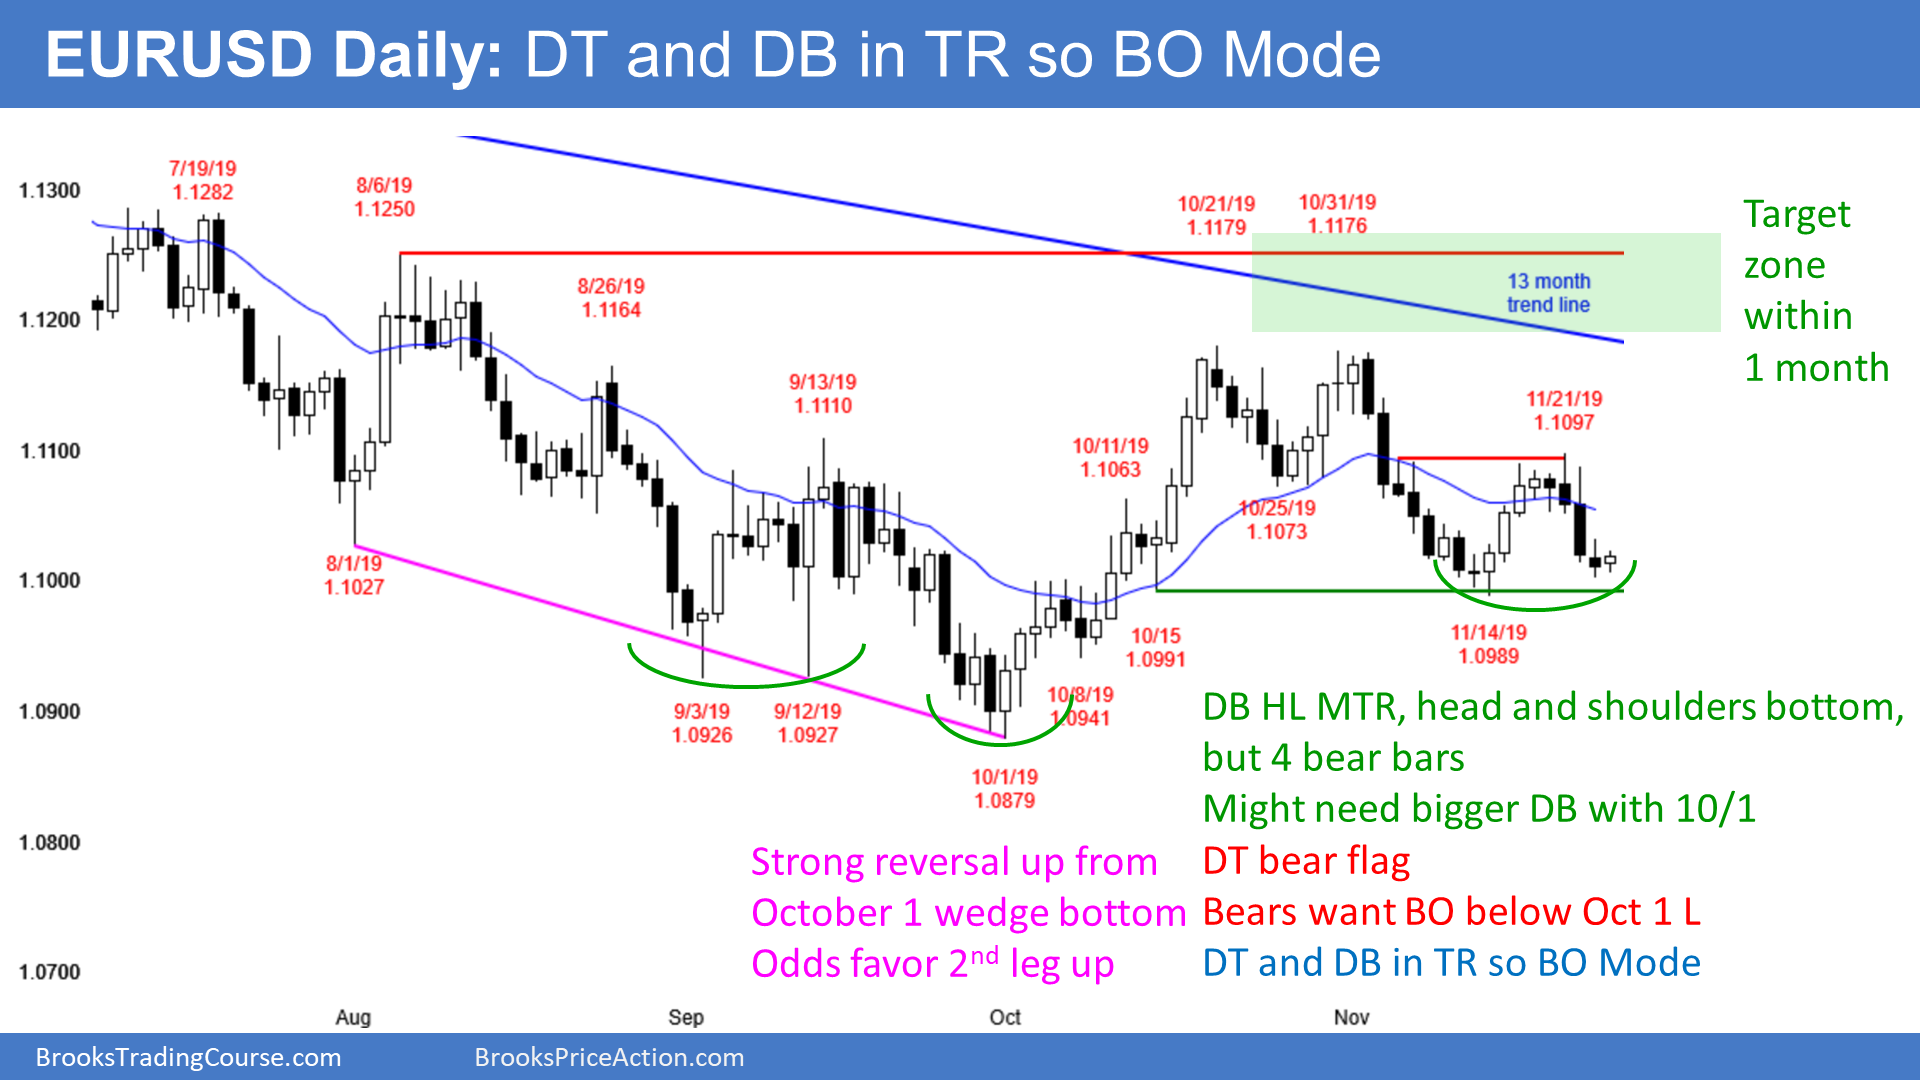 EURUSD Daily: DT and DB in TR so BO Mode
1.1300
1.1200
1.1100
1.1000
1.0900
1.0800
1.0700
7/19/19
1.1282
8/6/19
1.1250
8/26/19
1.1164
9/13/19
1.1110
10/11/19
1.1063
10/21/19
1.1179
10/31/19
1.1176
13 month
trend line
Target
zone
within
1 month
11/21/19
1.1097
10/25/19
1.1073
8/1/19
1.1027
9/3/19
1.0926
9/12/19
1.0927
10/1/19
1.0879
10/8/19
1.0941
10/15
1.0991
11/14/19
1.0989
DB HL MTR, head and shoulders bottom,
but 4 bear bars
Might need bigger DB with 10/1
DT bear flag
Bears want BO below Oct 1 L
DT and DB in TR so BO Mode
Strong reversal up from
October 1 wedge bottom
Odds favor 2nd leg up
Aug
Sep
Oct
Nov
BrooksTradingCourse.com
BrooksPriceAction.com